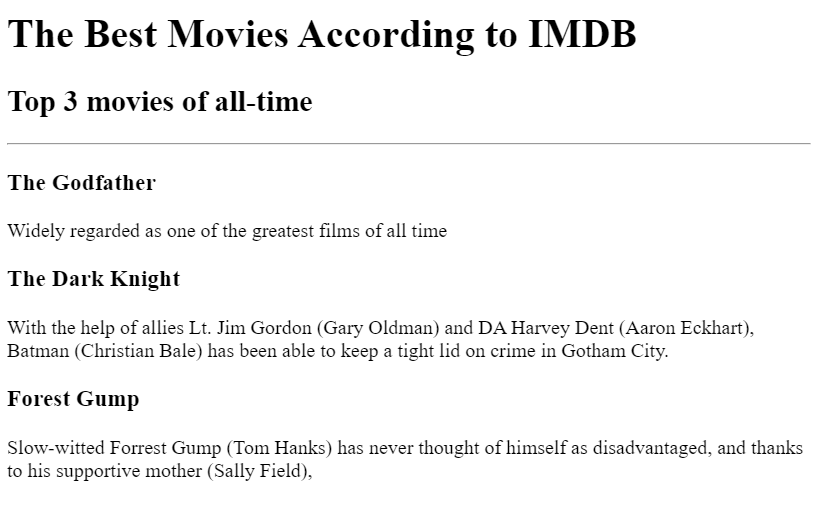 The Best Movies According to IMDB
Top 3 movies of all-time
The Godfather
Widely regarded as one of the greatest films of all time
The Dark Knight
With the help of allies Lt. Jim Gordon (Gary Oldman) and DA Harvey Dent (Aaron Eckhart),
Batman (Christian Bale) has been able to keep a tight lid on crime in Gotham City.
Forest Gump
Slow-witted Forrest Gump (Tom Hanks) has never thought of himself as disadvantaged, and thanks
to his supportive mother (Sally Field),